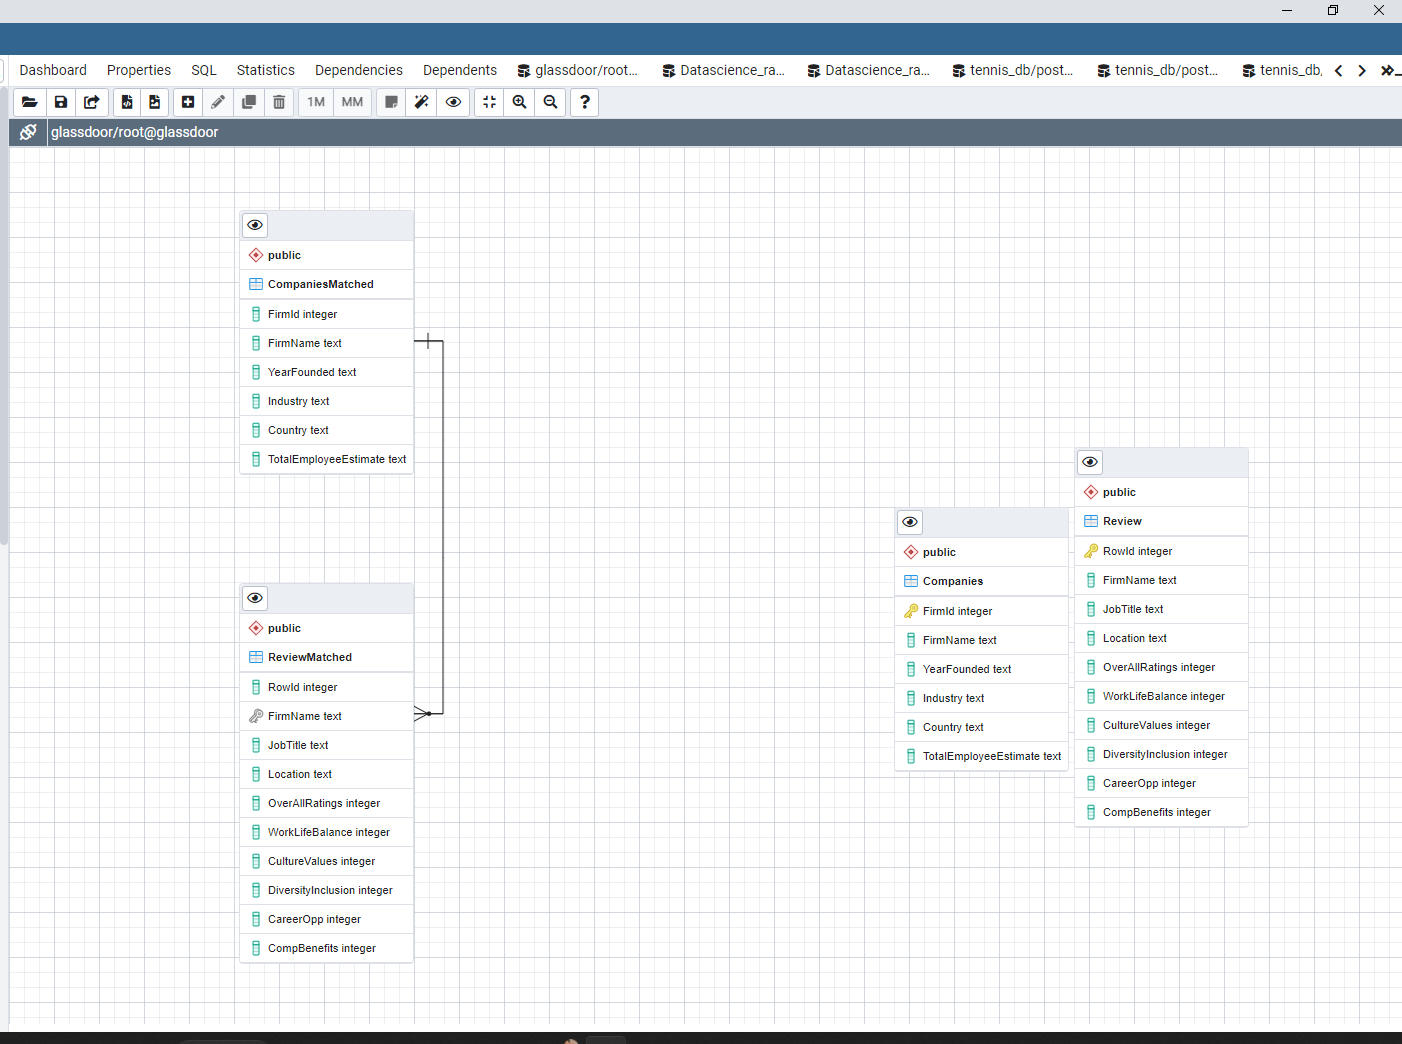 Dashboard Properties SQL Statistics Dependencies Dependents glassdoor/root... Datascience_ra... Datascience_ra... tennis_db/post... tennis_db/post... tennis_db,
1M MM ?
glassdoor/root@glassdoor
public
CompaniesMatched
FirmId integer
FirmName text
YearFounded text
Industry text
Country text
TotalEmployeeEstimate text
public
ReviewMatched
RowId integer
FirmName text
JobTitle text
Location text
OverAllRatings integer
WorkLifeBalance integer
CultureValues integer
DiversityInclusion integer
CareerOpp integer
CompBenefits integer
public
Companies
FirmId integer
FirmName text
YearFounded text
Industry text
Country text
TotalEmployeeEstimate text
public
Review
RowId integer
FirmName text
JobTitle text
Location text
OverAllRatings integer
WorkLifeBalance integer
CultureValues integer
DiversityInclusion integer
CareerOpp integer
CompBenefits integer